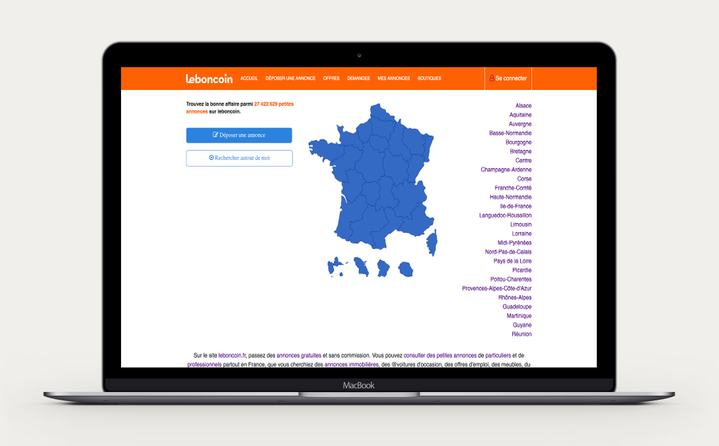 leboncoin
ACCUEIL DÉPOSER UNE ANNONCE OFFRES DEMANDES MES ANNONCES BOUTIQUES
Se connecter
Trouvez la bonne affaire parmi 27 422 529 petites
annonces sur leboncoin.
Déposer une annonce
Rechercher autour de moi
Alsace
Aquitaine
Auvergne
Basse-Normandie
Bourgogne
Bretagne
Centre
Champagne-Ardenne
Corse
Franche-Comté
Haute-Normandie
Ile-de-France
Languedoc-Roussillon
Limousin
Lorraine
Midi-Pyrénées
Nord-Pas-de-Calais
Pays de la Loire
Picardie
Poitou-Charentes
Provences-Alpes-Côte-d'Azur
Rhônes-Alpes
Guadeloupe
Martinique
Guyane
Réunion
Sur le site leboncoin.fr, passez des annonces gratuites et sans commission. Vous pouvez consulter des petites annonces de particuliers et de
professionnels partout en France, que vous cherchiez des annonces immobilières, des @voitures d'occasion, des offres d'emploi, des meubles, du
MacBook